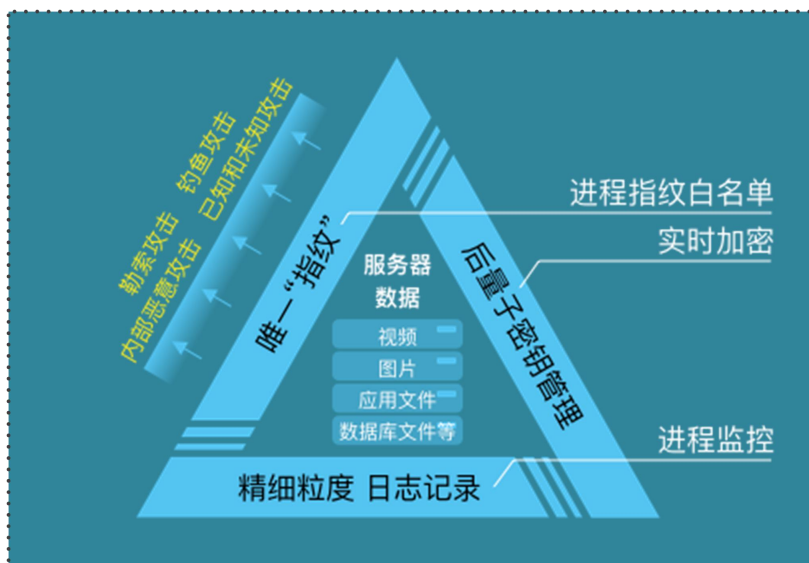 钓鱼攻击
已知和未知攻击
勒索攻击
内部恶意攻击
唯一“指纹”
服务器
数据
视频
图片
应用文件
数据库文件等
后量子密钥管理
精细粒度 日志记录
进程指纹白名单
实时加密
进程监控